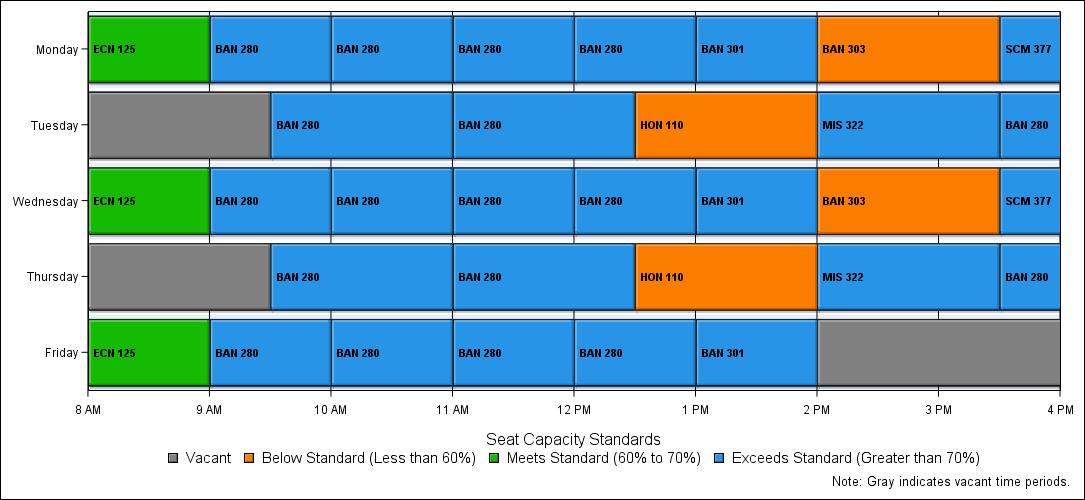 Monday ECN 125 BAN 280 BAN 280 BAN 280 BAN 280 BAN 301 BAN 303 SCM 377
Tuesday BAN 280 BAN 280 HON 110 MIS 322 BAN 280
Wednesday ECN 125 BAN 280 BAN 280 BAN 280 BAN 280 BAN 301 BAN 303 SCM 377
Thursday BAN 280 BAN 280 HON 110 MIS 322 BAN 280
Friday ECN 125 BAN 280 BAN 280 BAN 280 BAN 280 BAN 301
8 AM 9 AM 10 AM 11 AM 12 PM 1 PM 2 PM 3 PM 4 PM
Seat Capacity Standards
Vacant Below Standard (Less than 60%) Meets Standard (60% to 70%) Exceeds Standard (Greater than 70%)
Note: Gray indicates vacant time periods.